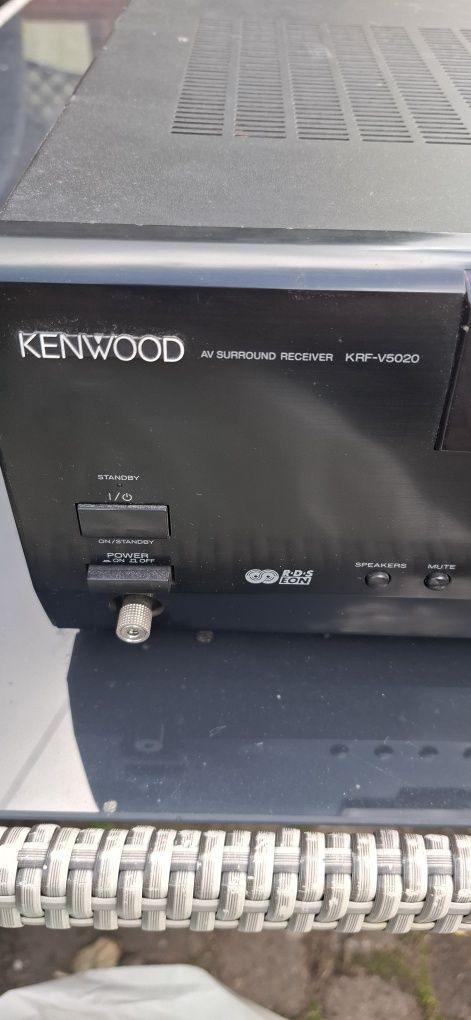 KENWOOD AV SURROUND RECEIVER KRF-V5020
STANDBY
I/⏻
ON/STANDBY
POWER
ON OFF
R·D·S
EON
SPEAKERS MUTE